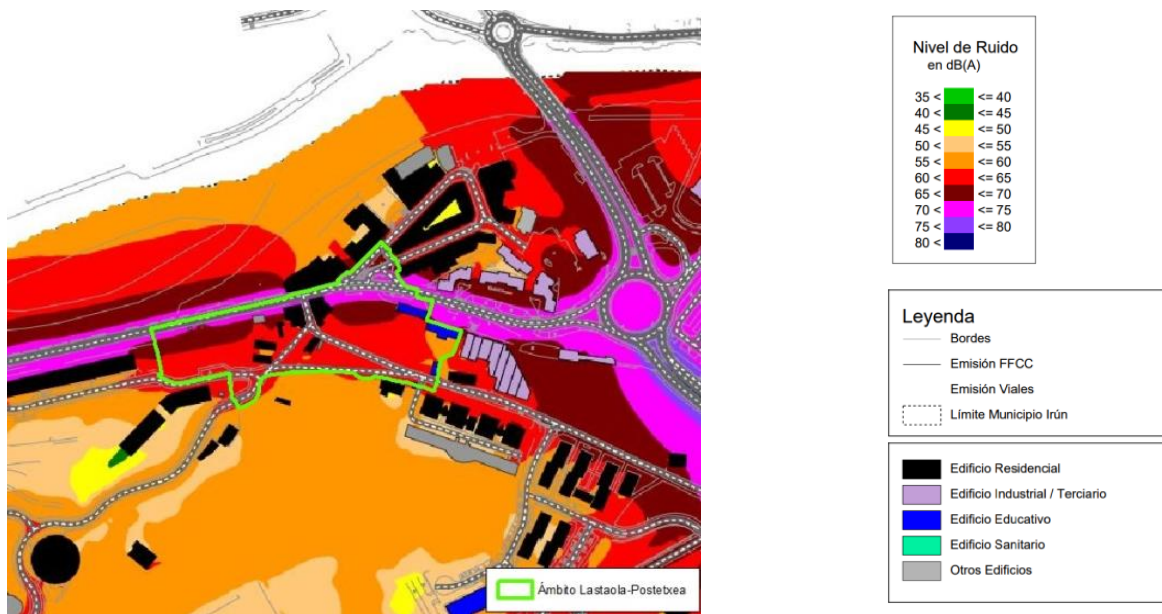 Nivel de Ruido
en dB(A)
35 < <= 40
40 < <= 45
45 < <= 50
50 < <= 55
55 < <= 60
60 < <= 65
65 < <= 70
70 < <= 75
75 < <= 80
80 <
Leyenda
Bordes
Emisión FFCC
Emisión Viales
Límite Municipio Irún
Edificio Residencial
Edificio Industrial / Terciario
Edificio Educativo
Edificio Sanitario
Otros Edificios
Ámbito Lastaola-Postetxea